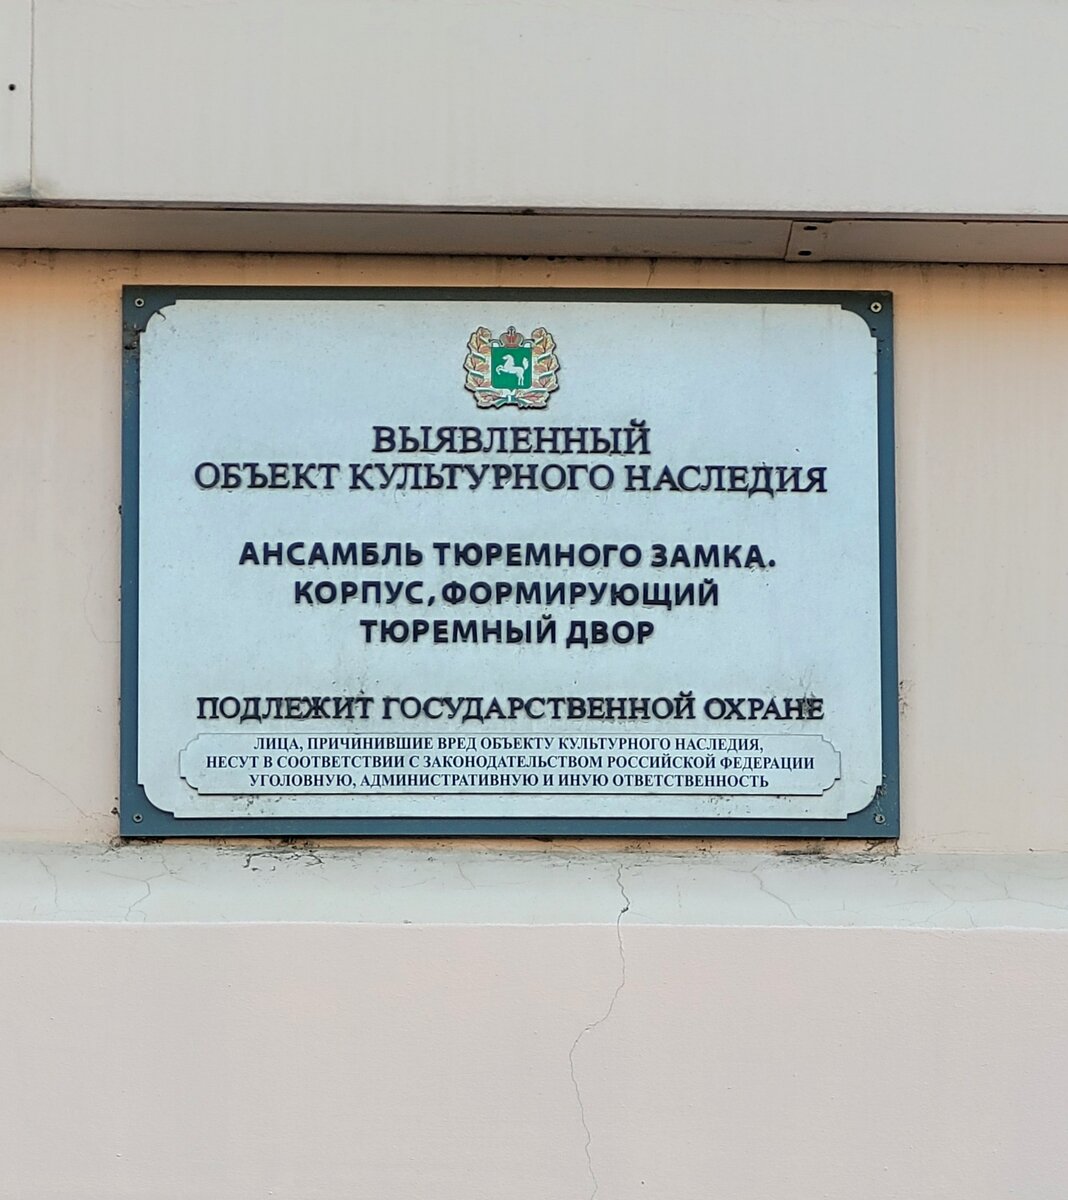 ВЫЯВЛЕННЫЙ
ОБЪЕКТ КУЛЬТУРНОГО НАСЛЕДИЯ
АНСАМБЛЬ ТЮРЕМНОГО ЗАМКА.
КОРПУС, ФОРМИРУЮЩИЙ
ТЮРЕМНЫЙ ДВОР
ПОДЛЕЖИТ ГОСУДАРСТВЕННОЙ ОХРАНЕ
ЛИЦА, ПРИЧИНИВШИЕ ВРЕД ОБЪЕКТУ КУЛЬТУРНОГО НАСЛЕДИЯ,
НЕСУТ В СООТВЕТСТВИИ С ЗАКОНОДАТЕЛЬСТВОМ РОССИЙСКОЙ ФЕДЕРАЦИИ
УГОЛОВНУЮ, АДМИНИСТРАТИВНУЮ И ИНУЮ ОТВЕТСТВЕННОСТЬ